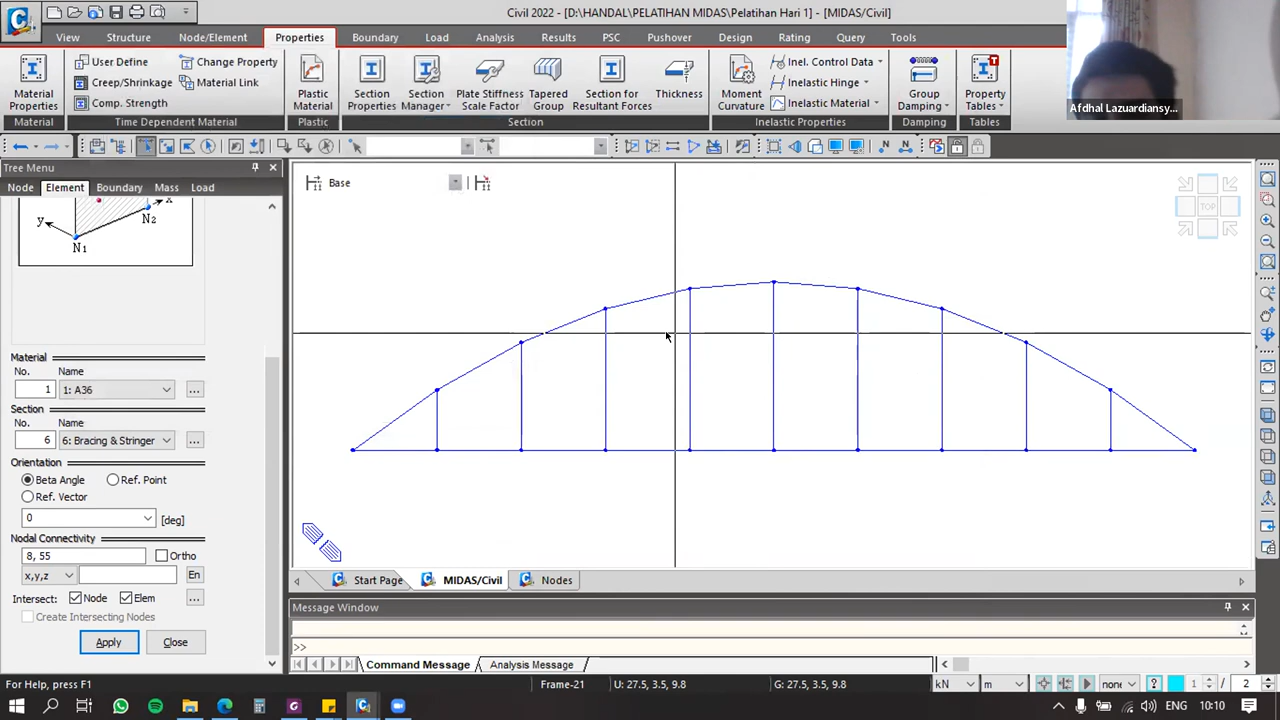 Civil 2022 - [D:\HANDAL\PELATIHAN MIDAS\Pelatihan Hari 1] - [MIDAS/Civil]
View Structure Node/Element Properties Boundary Load Analysis Results PSC Pushover Design Rating Query Tools
Material Properties
User Define
Creep/Shrinkage
Comp. Strength
Change Property
Material Link
Plastic Material
Section Properties
Section Manager
Plate Stiffness Scale Factor
Tapered Group
Section for Resultant Forces
Thickness
Moment Curvature
Inel. Control Data
Inelastic Hinge
Inelastic Material
Group Damping
Property Tables
Material Time Dependent Material Plastic Section Inelastic Properties Damping Tables
Afdhal Lazuardiansy...
Tree Menu
Node Element Boundary Mass Load
Base
TOP
x
y
N2
N1
Material
No. Name
1 1: A36 ...
Section
No. Name
6 6: Bracing & Stringer ...
Orientation
Beta Angle Ref. Point
Ref. Vector
0 [deg]
Nodal Connectivity
8, 55 Ortho
x,y,z En
Intersect: Node Elem ...
Create Intersecting Nodes
Apply Close
Start Page MIDAS/Civil Nodes
Message Window
>>
Command Message Analysis Message
For Help, press F1 Frame-21 U: 27.5, 3.5, 9.8 G: 27.5, 3.5, 9.8 kN m none ? 1 / 2
10:10